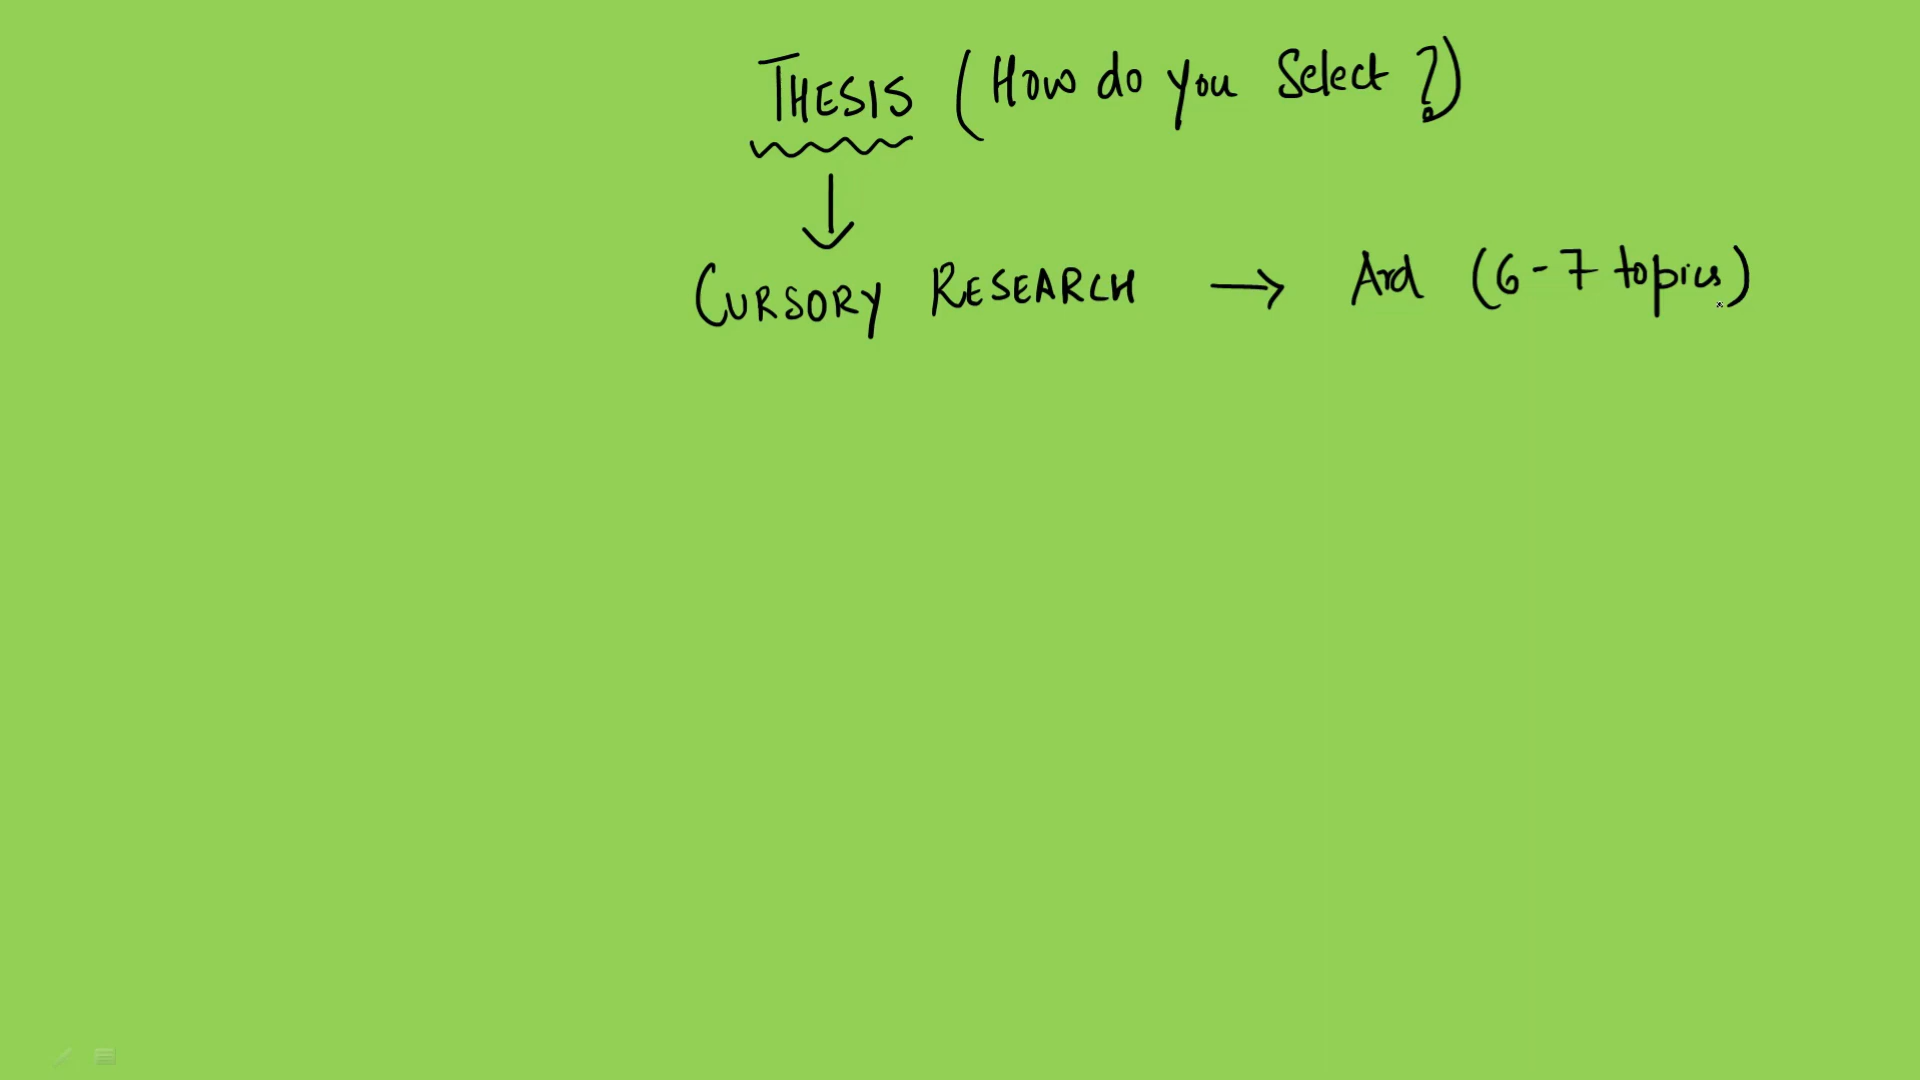 THESIS (How do you Select ?)
↓
CURSORY RESEARCH → Ard (6-7 topics)